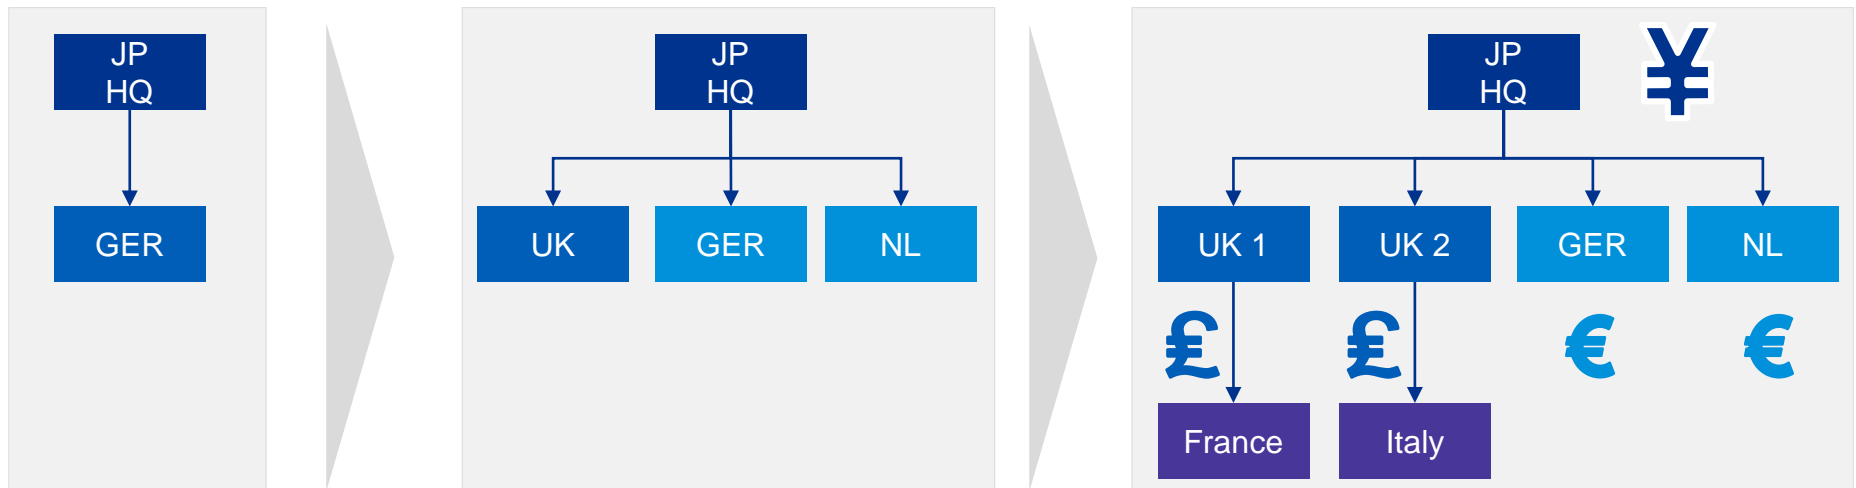 JP
HQ
GER
JP
HQ
UK
GER
NL
JP
HQ
¥
UK 1
UK 2
GER
NL
£
£
€
€
France
Italy